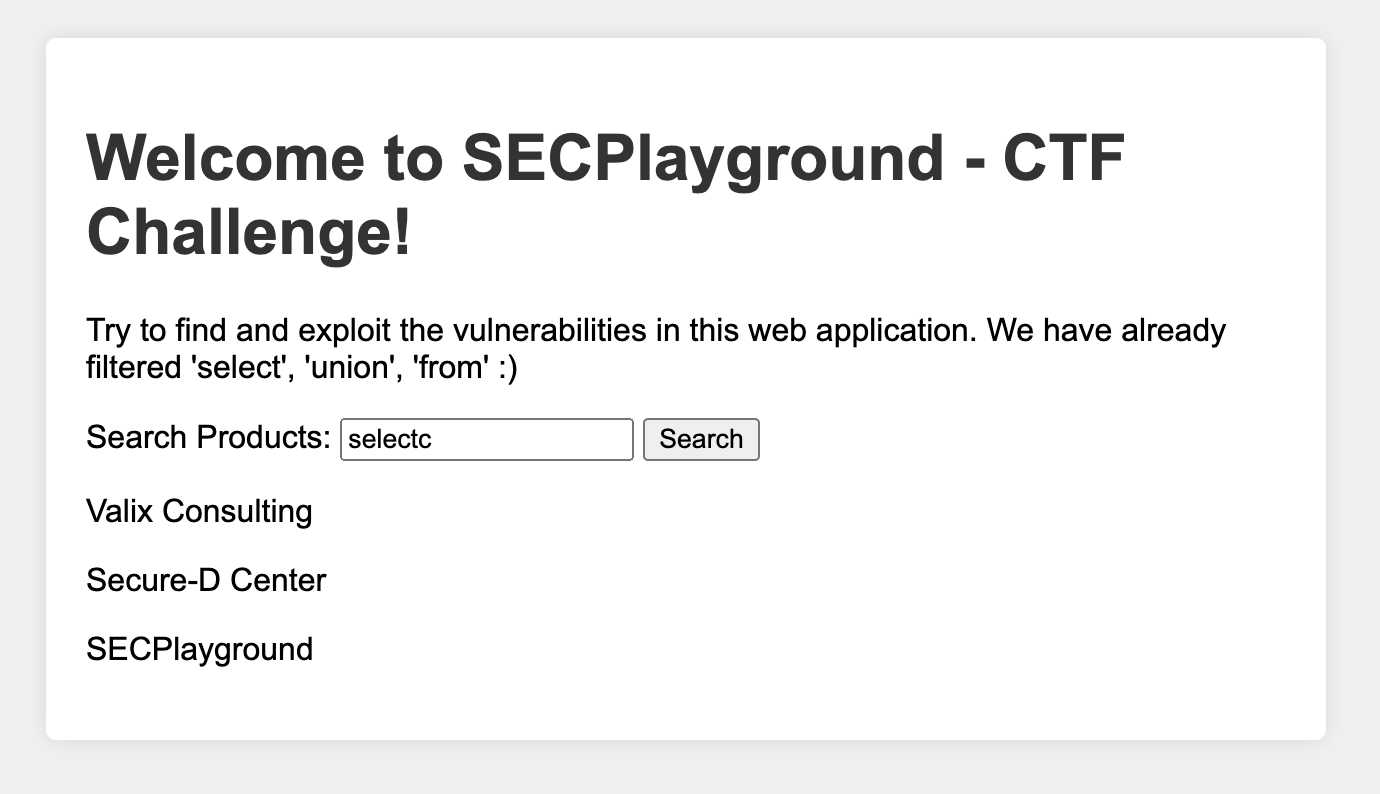 Welcome to SECPlayground - CTF
Challenge!
Try to find and exploit the vulnerabilities in this web application. We have already
filtered 'select', 'union', 'from' :)
Search Products: selectc Search
Valix Consulting
Secure-D Center
SECPlayground